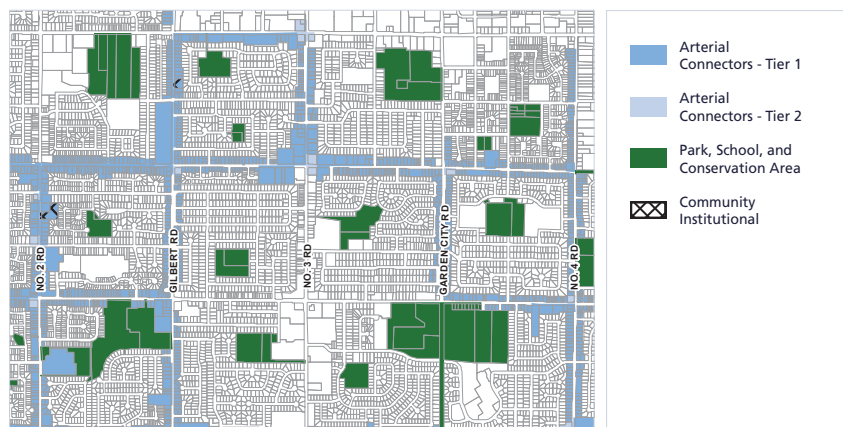 NO. 2 RD
GILBERT RD
NO. 3 RD
GARDEN CITY RD
NO. 4 RD
Arterial
Connectors - Tier 1
Arterial
Connectors - Tier 2
Park, School, and
Conservation Area
Community
Institutional